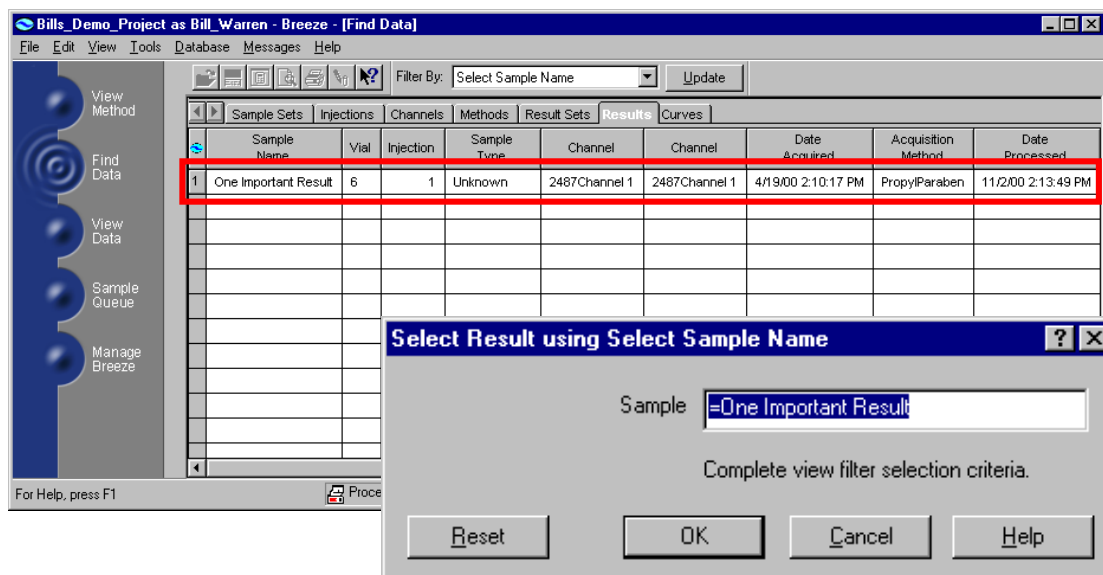 Bills_Demo_Project as Bill_Warren - Breeze - [Find Data]
File Edit View Tools Database Messages Help
Filter By: Select Sample Name Update
View Method
Find Data
View Data
Sample Queue
Manage Breeze
Sample Sets Injections Channels Methods Result Sets Results Curves
Sample Name Vial Injection Sample Type Channel Channel Date Acquired Acquisition Method Date Processed
1 One Important Result 6 1 Unknown 2487Channel 1 2487Channel 1 4/19/00 2:10:17 PM PropylParaben 11/2/00 2:13:49 PM
Select Result using Select Sample Name
Sample =One Important Result
Complete view filter selection criteria.
Reset OK Cancel Help
For Help, press F1 Proce